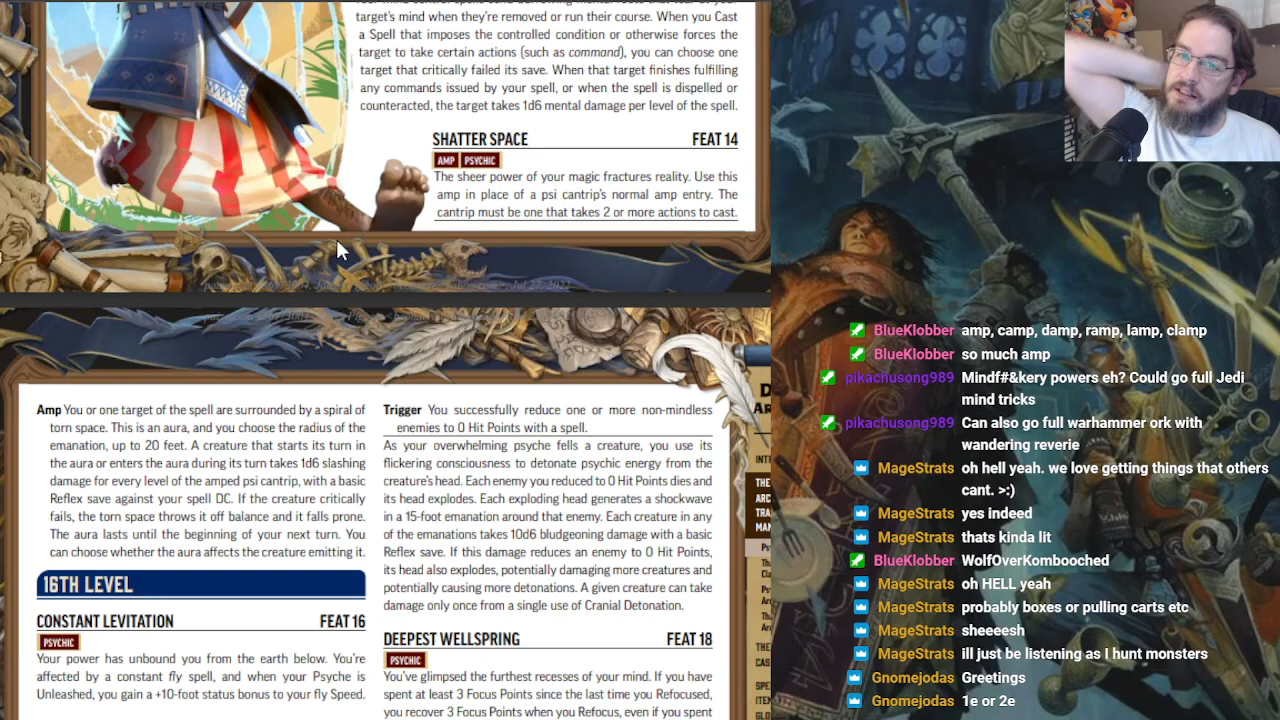 target's mind when they're removed or run their course. When you Cast
a Spell that imposes the controlled condition or otherwise forces the
target to take certain actions (such as command), you can choose one
target that critically failed its save. When that target finishes fulfilling
any commands issued by your spell, or when the spell is dispelled or
counteracted, the target takes 1d6 mental damage per level of the spell.
SHATTER SPACE FEAT 14
AMP PSYCHIC
The sheer power of your magic fractures reality. Use this
amp in place of a psi cantrip's normal amp entry. The
cantrip must be one that takes 2 or more actions to cast.
Amp You or one target of the spell are surrounded by a spiral of
torn space. This is an aura, and you choose the radius of the
emanation, up to 20 feet. A creature that starts its turn in
the aura or enters the aura during its turn takes 1d6 slashing
damage for every level of the amped psi cantrip, with a basic
Reflex save against your spell DC. If the creature critically
fails, the torn space throws it off balance and it falls prone.
The aura lasts until the beginning of your next turn. You
can choose whether the aura affects the creature emitting it.
16TH LEVEL
CONSTANT LEVITATION FEAT 16
PSYCHIC
Your power has unbound you from the earth below. You're
affected by a constant fly spell, and when your Psyche is
Unleashed, you gain a +10-foot status bonus to your fly Speed.
Trigger You successfully reduce one or more non-mindless
enemies to 0 Hit Points with a spell.
As your overwhelming psyche fells a creature, you use its
flickering consciousness to detonate psychic energy from the
creature's head. Each enemy you reduced to 0 Hit Points dies and
its head explodes. Each exploding head generates a shockwave
in a 15-foot emanation around that enemy. Each creature in any
of the emanations takes 10d6 bludgeoning damage with a basic
Reflex save. If this damage reduces an enemy to 0 Hit Points,
its head also explodes, potentially damaging more creatures and
potentially causing more detonations. A given creature can take
damage only once from a single use of Cranial Detonation.
DEEPEST WELLSPRING FEAT 18
PSYCHIC
You've glimpsed the furthest recesses of your mind. If you have
spent at least 3 Focus Points since the last time you Refocused,
you recover 3 Focus Points when you Refocus, even if you spent
BlueKlobber amp, camp, damp, ramp, lamp, clamp
BlueKlobber so much amp
pikachusong989 Mindf#&kery powers eh? Could go full Jedi
mind tricks
pikachusong989 Can also go full warhammer ork with
wandering reverie
MageStrats oh hell yeah. we love getting things that others
cant. >:)
MageStrats yes indeed
MageStrats thats kinda lit
BlueKlobber WolfOverKombooched
MageStrats oh HELL yeah
MageStrats probably boxes or pulling carts etc
MageStrats sheeeesh
MageStrats ill just be listening as I hunt monsters
Gnomejodas Greetings
Gnomejodas 1e or 2e